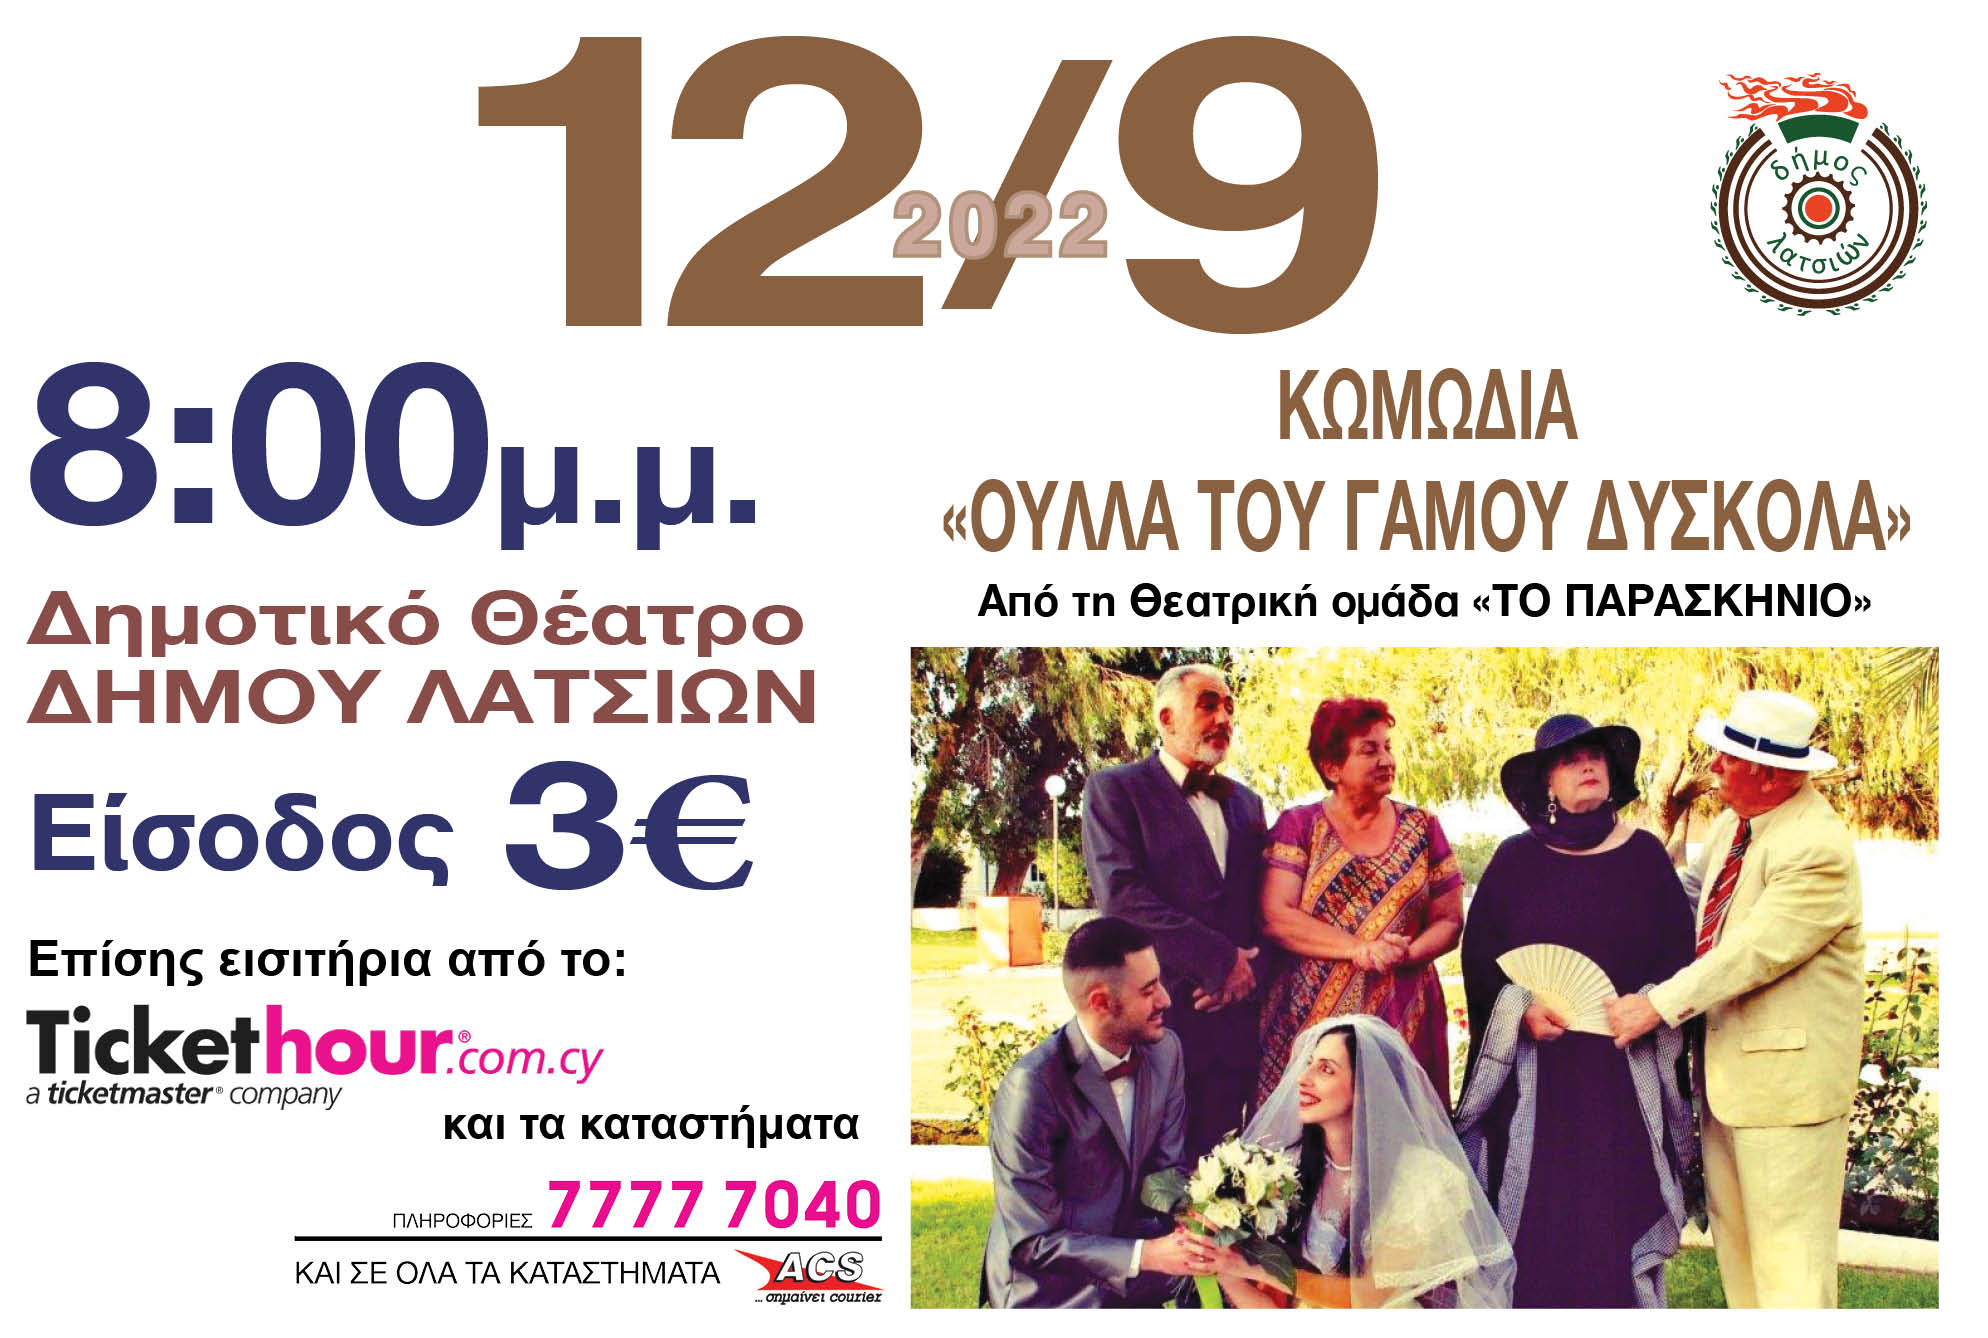 12/9
2022
δήμος
λατσιών
8:00μ.μ.
Δημοτικό Θέατρο
ΔΗΜΟΥ ΛΑΤΣΙΩΝ
Είσοδος 3€
Επίσης εισιτήρια από το:
Tickethour®.com.cy
a ticketmaster® company
και τα καταστήματα
ΠΛΗΡΟΦΟΡΙΕΣ 7777 7040
ΚΑΙ ΣΕ ΟΛΑ ΤΑ ΚΑΤΑΣΤΗΜΑΤΑ ACS
...σημαίνει courier
ΚΩΜΩΔΙΑ
«ΟΥΛΛΑ ΤΟΥ ΓΑΜΟΥ ΔΥΣΚΟΛΑ»
Από τη Θεατρική ομάδα «ΤΟ ΠΑΡΑΣΚΗΝΙΟ»